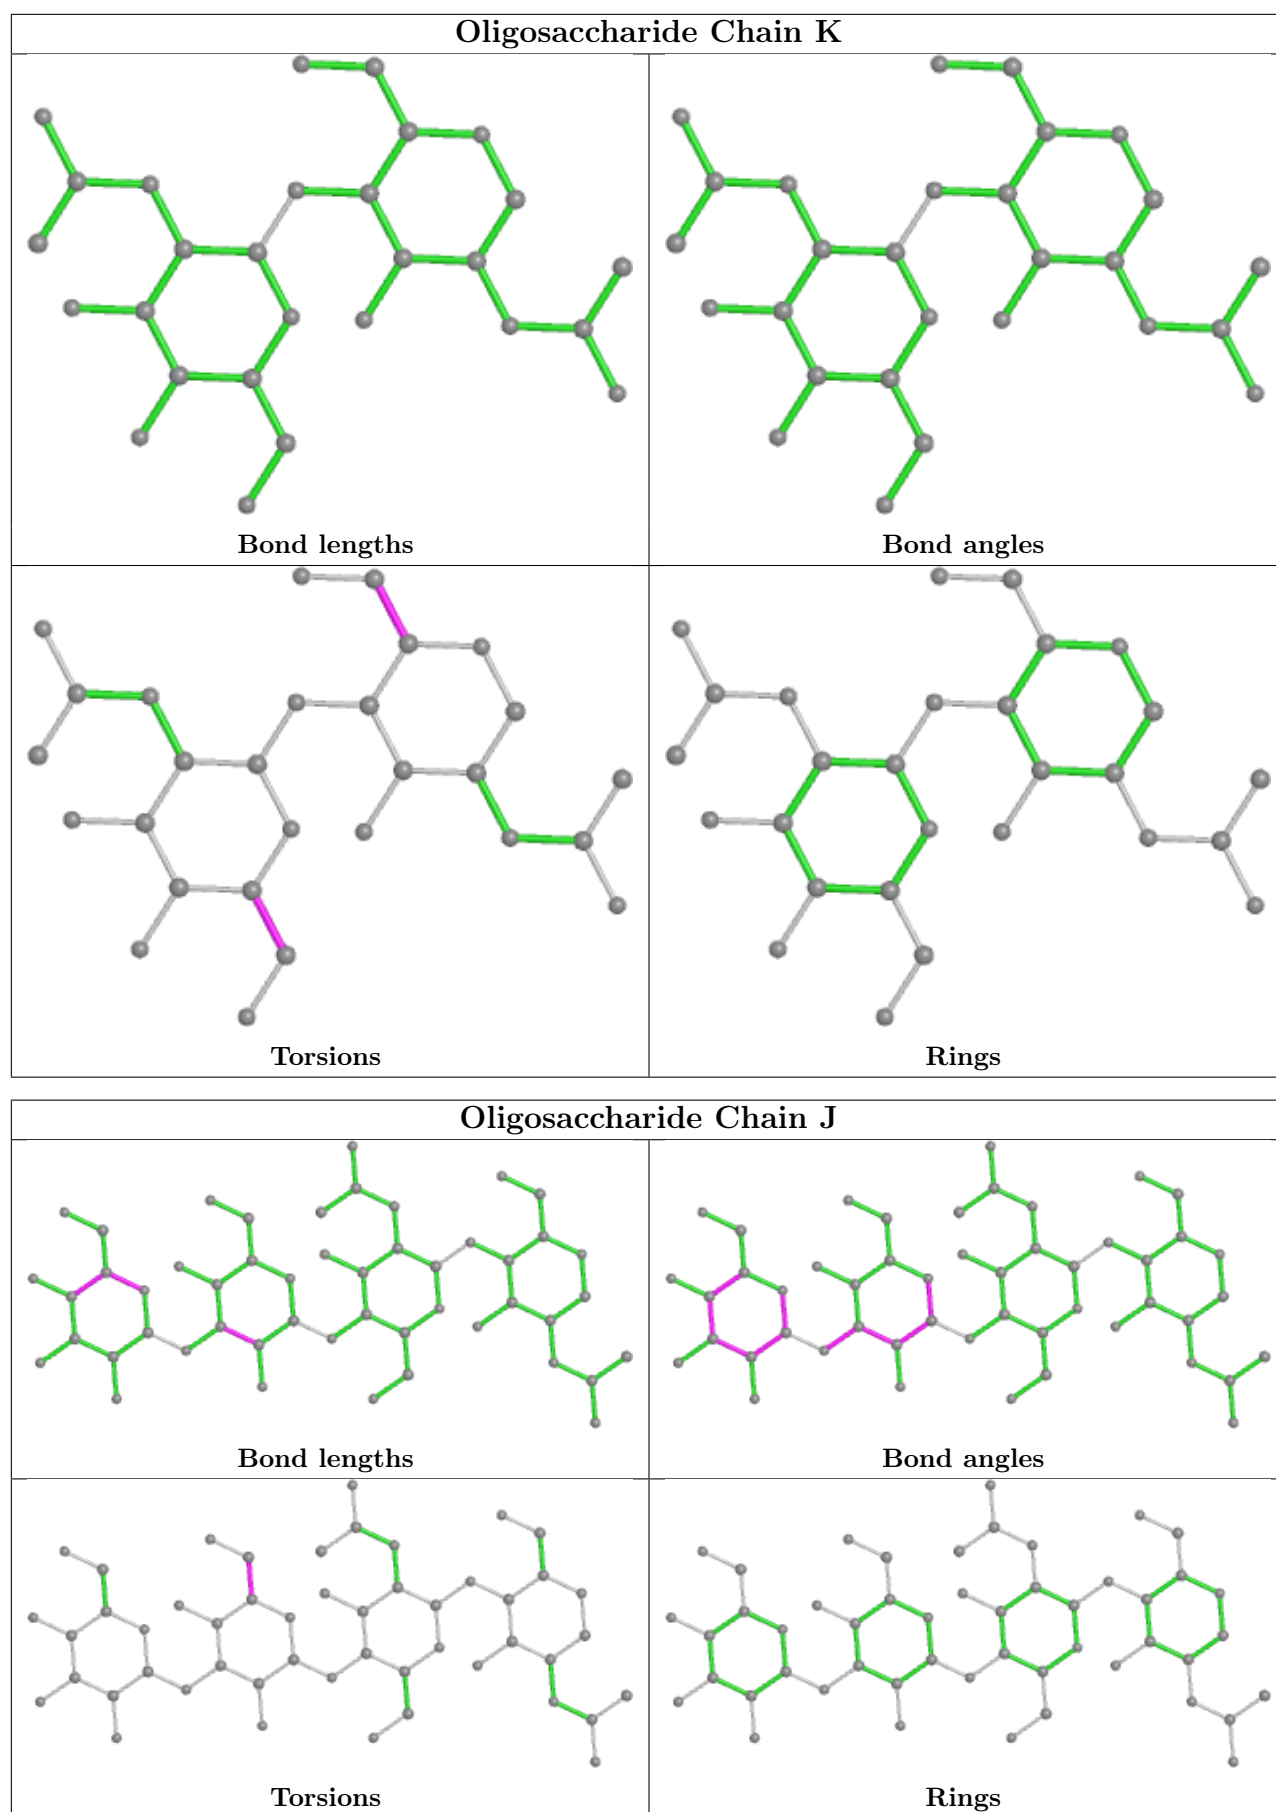 Oligosaccharide Chain K
Bond lengths
Bond angles
Torsions
Rings
Oligosaccharide Chain J
Bond lengths
Bond angles
Torsions
Rings